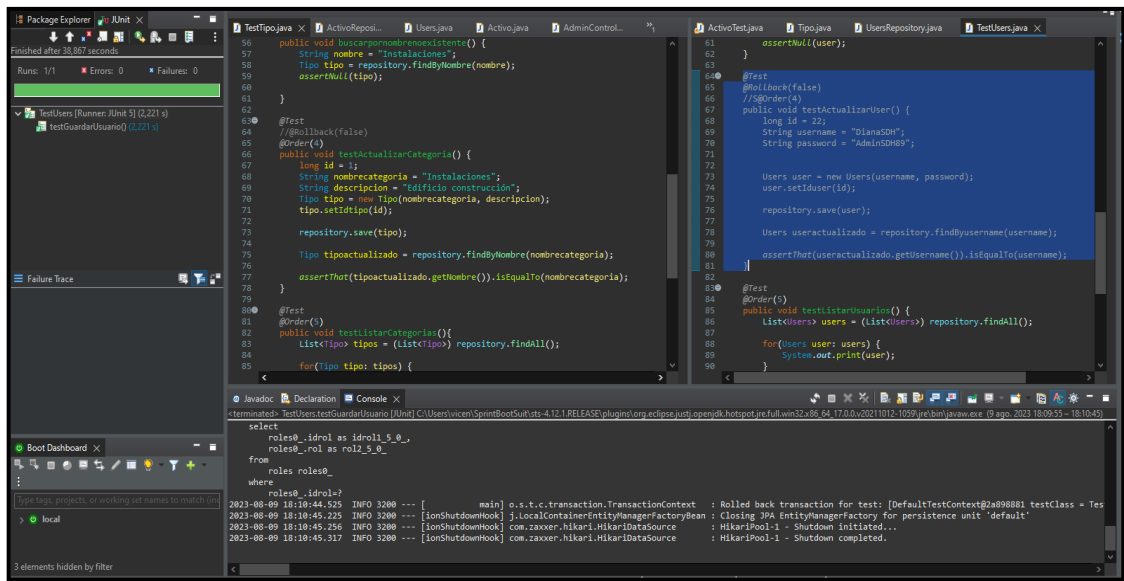 Package Explorer JUnit
Finished after 38,867 seconds
Runs: 1/1 Errors: 0 Failures: 0
TestUsers [Runner: JUnit 5] (2,221 s)
testGuardarUsuario() (2,221 s)
Failure Trace
Boot Dashboard
Type tags, projects, or working set names to match (inc
local
3 elements hidden by filter
TestTipo.java ActivoReposi... Users.java Activo.java AdminControl... 1
56 public void buscarpornombrenoexistente() {
57 String nombre = "Instalaciones";
58 Tipo tipo = repository.findByNombre(nombre);
59 assertNull(tipo);
60
61 }
62
63 @Test
64 //@Rollback(false)
65 @Order(4)
66 public void testActualizarCategoria() {
67 long id = 1;
68 String nombrecategoria = "Instalaciones";
69 String descripcion = "Edificio construcción";
70 Tipo tipo = new Tipo(nombrecategoria, descripcion);
71 tipo.setIdtipo(id);
72
73 repository.save(tipo);
74
75 Tipo tipoactualizado = repository.findByNombre(nombrecategoria);
76
77 assertThat(tipoactualizado.getNombre()).isEqualTo(nombrecategoria);
78 }
79
80 @Test
81 @Order(5)
82 public void testListarCategorias(){
83 List<Tipo> tipos = (List<Tipo>) repository.findAll();
84
85 for(Tipo tipo: tipos) {
ActivoTest.java Tipo.java UsersRepository.java TestUsers.java
61 assertNull(user);
62 }
63
64 @Test
65 @Rollback(false)
66 //S@Order(4)
67 public void testActualizarUser() {
68 long id = 22;
69 String username = "DianaSDH";
70 String password = "AdminSDH89";
71
72
73 Users user = new Users(username, password);
74 user.setIduser(id);
75
76 repository.save(user);
77
78 Users useractualizado = repository.findByusername(username);
79
80 assertThat(useractualizado.getUsername()).isEqualTo(username);
81 }
82
83 @Test
84 @Order(5)
85 public void testListarUsuarios() {
86 List<Users> users = (List<Users>) repository.findAll();
87
88 for(Users user: users) {
89 System.out.print(user);
90 }
Javadoc Declaration Console
<terminated> TestUsers.testGuardarUsuario [JUnit] C:\Users\vicen\SprintBootSuit\sts-4.12.1.RELEASE\plugins\org.eclipse.justj.openjdk.hotspot.jre.full.win32.x86_64_17.0.0.v20211012-1059\jre\bin\javaw.exe (9 ago. 2023 18:09:55 – 18:10:45)
select
roles0_.idrol as idrol1_5_0_,
roles0_.rol as rol2_5_0_
from
roles roles0_
where
roles0_.idrol=?
2023-08-09 18:10:44.525 INFO 3200 --- [ main] o.s.t.c.transaction.TransactionContext : Rolled back transaction for test: [DefaultTestContext@2a898881 testClass = Tes
2023-08-09 18:10:45.225 INFO 3200 --- [ionShutdownHook] j.LocalContainerEntityManagerFactoryBean : Closing JPA EntityManagerFactory for persistence unit 'default'
2023-08-09 18:10:45.256 INFO 3200 --- [ionShutdownHook] com.zaxxer.hikari.HikariDataSource : HikariPool-1 - Shutdown initiated...
2023-08-09 18:10:45.317 INFO 3200 --- [ionShutdownHook] com.zaxxer.hikari.HikariDataSource : HikariPool-1 - Shutdown completed.